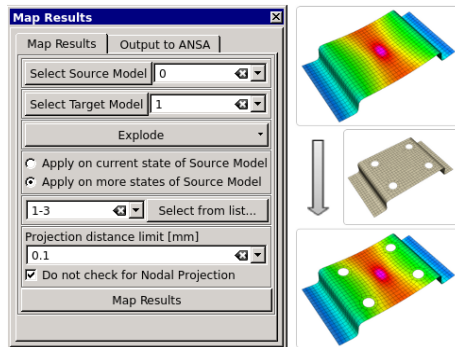 Map Results
Map Results Output to ANSA
Select Source Model 0
Select Target Model 1
Explode
Apply on current state of Source Model
Apply on more states of Source Model
1-3 Select from list...
Projection distance limit [mm]
0.1
Do not check for Nodal Projection
Map Results